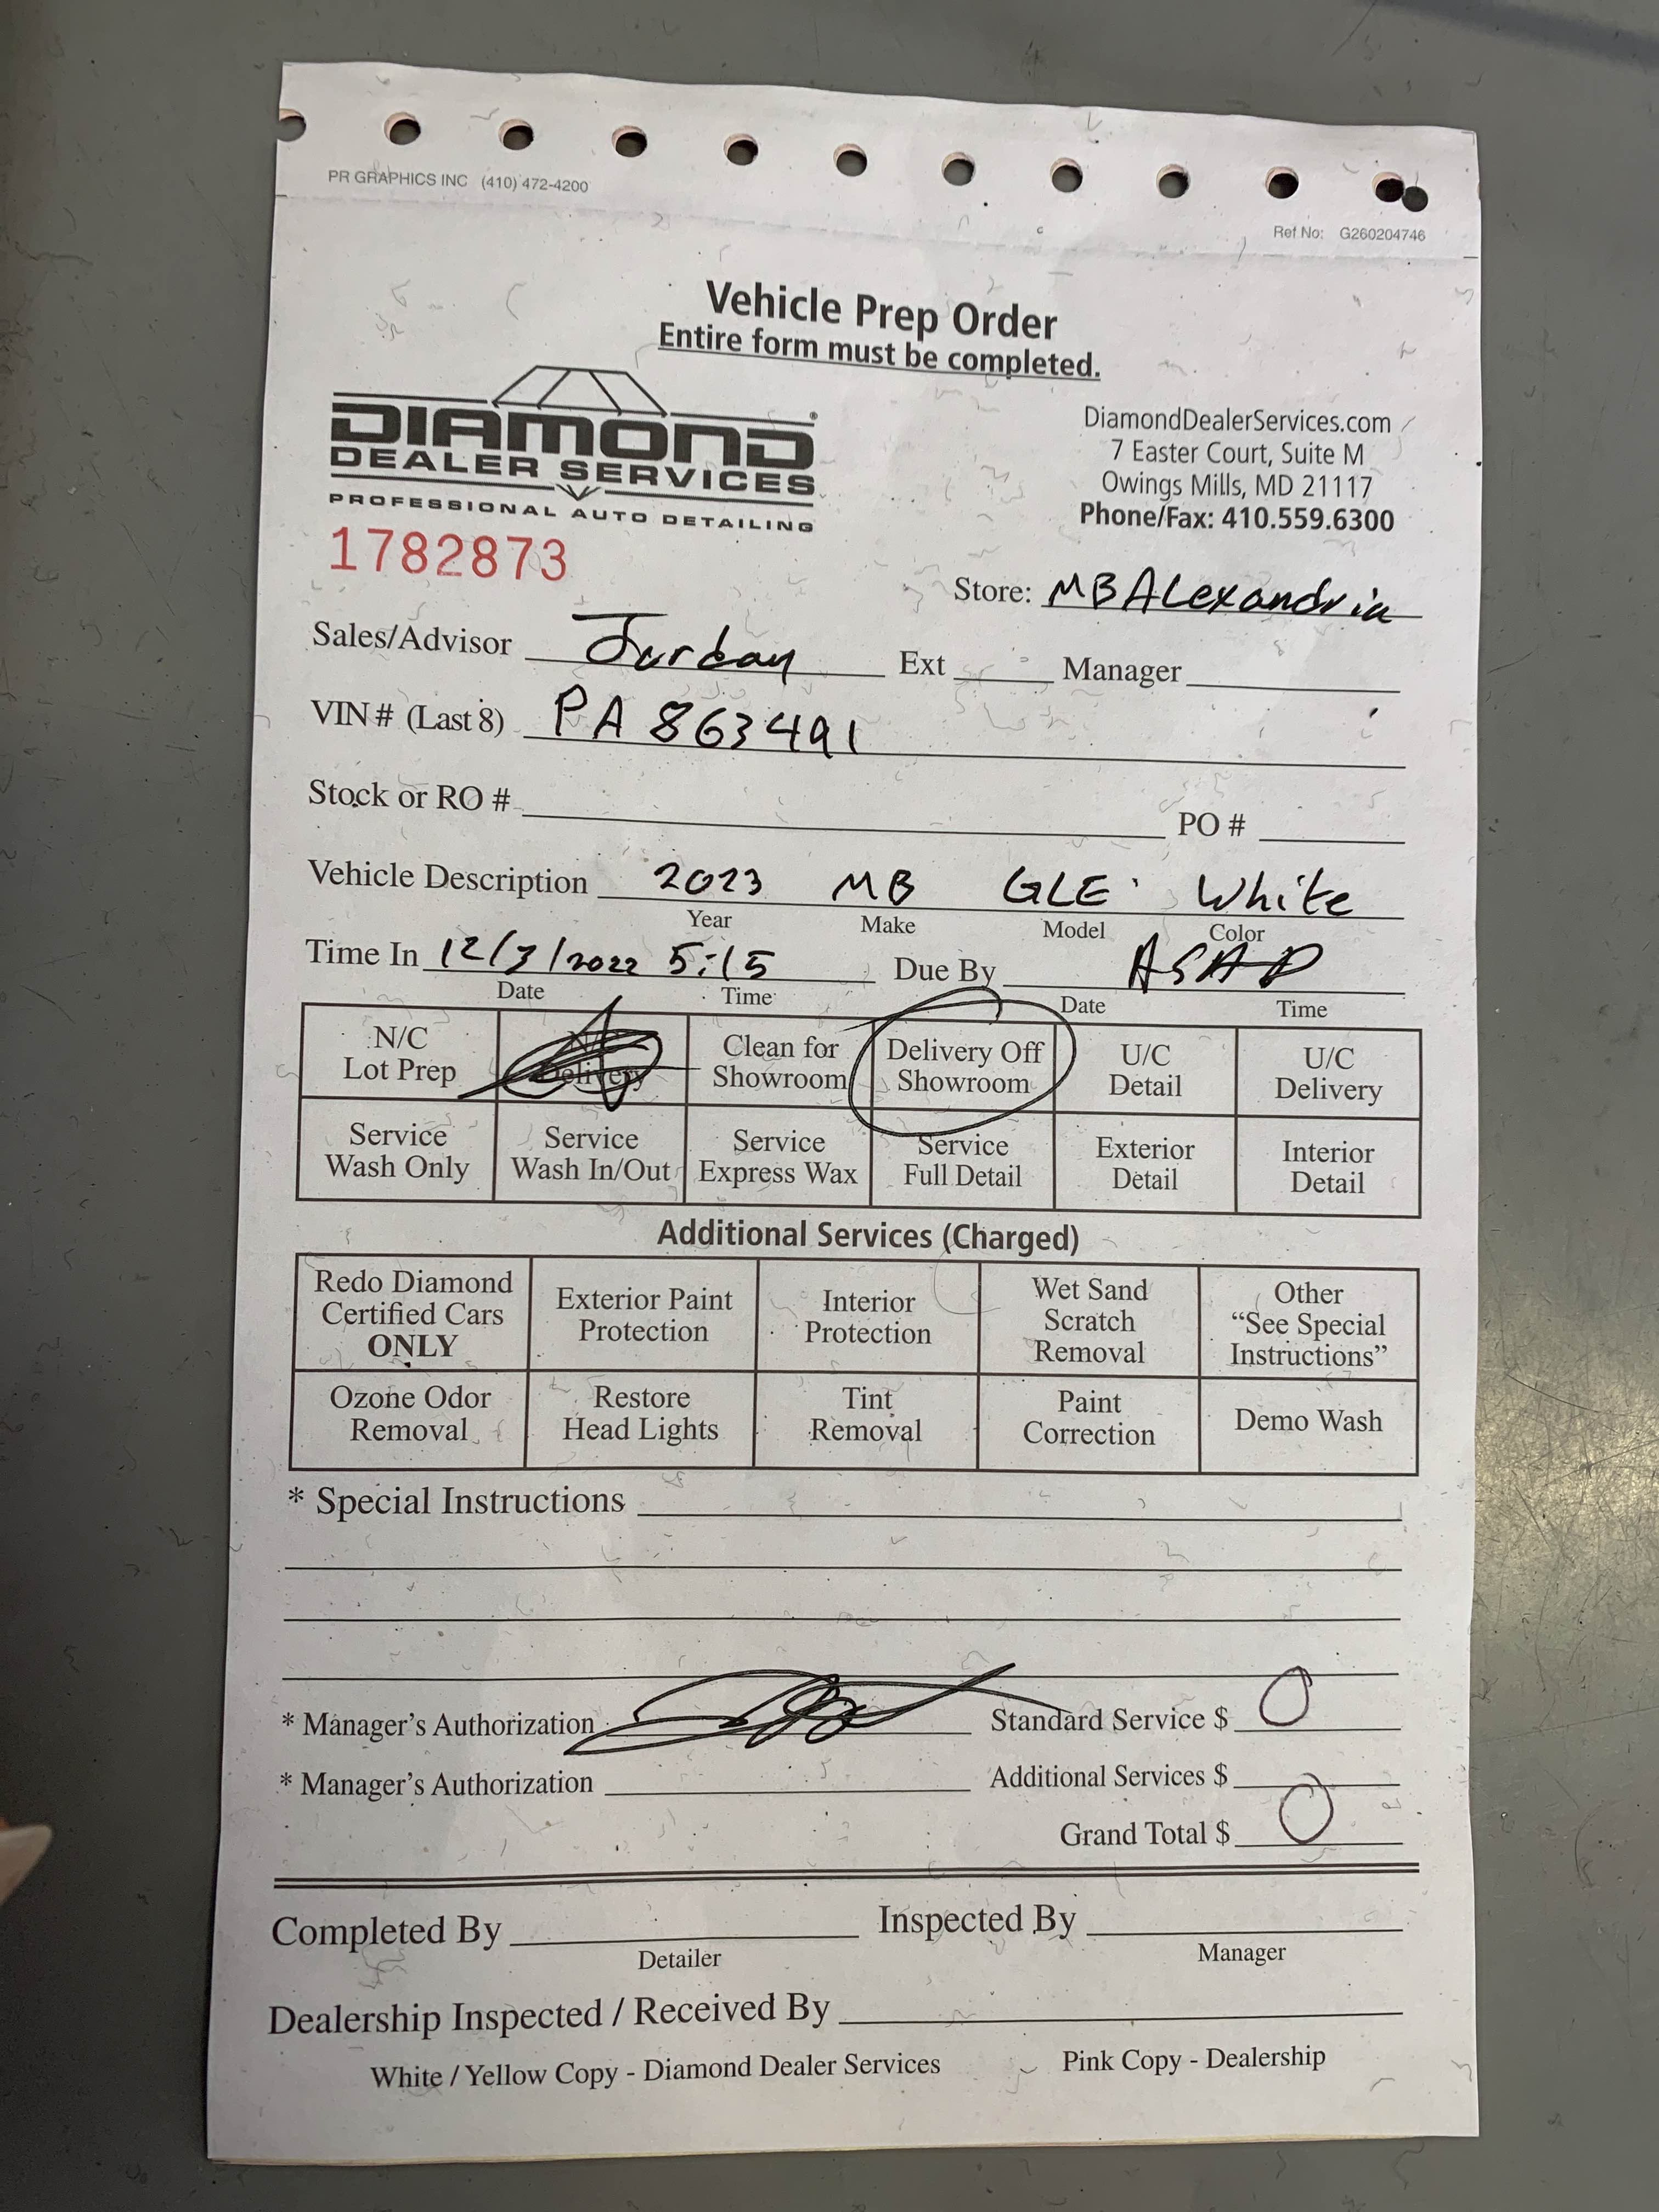 PR GRAPHICS INC (410) 472-4200
Ref No: G260204746
Vehicle Prep Order
Entire form must be completed.
DIAMOND®
DEALER SERVICES
PROFESSIONAL AUTO DETAILING
DiamondDealerServices.com
7 Easter Court, Suite M
Owings Mills, MD 21117
Phone/Fax: 410.559.6300
1782873
Store: MBALexandria
Sales/Advisor Ext Manager
VIN # (Last 8) PA863491
Stock or RO # PO #
Vehicle Description 2023 MB GLE White
Year Make Model Color
Time In 12/3/2022 5:15 Due By ASAP
Date Time Date Time
N/C Lot Prep
N/C Delivery
Clean for Showroom
Delivery Off Showroom
U/C Detail
U/C Delivery
Service Wash Only
Service Wash In/Out
Service Express Wax
Service Full Detail
Exterior Detail
Interior Detail
Additional Services (Charged)
Redo Diamond Certified Cars ONLY
Exterior Paint Protection
Interior Protection
Wet Sand Scratch Removal
Other "See Special Instructions"
Ozone Odor Removal
Restore Head Lights
Tint Removal
Paint Correction
Demo Wash
* Special Instructions
* Manager's Authorization Standard Service $ 0
* Manager's Authorization Additional Services $
Grand Total $ 0
Completed By Inspected By
Detailer Manager
Dealership Inspected / Received By
White / Yellow Copy - Diamond Dealer Services Pink Copy - Dealership